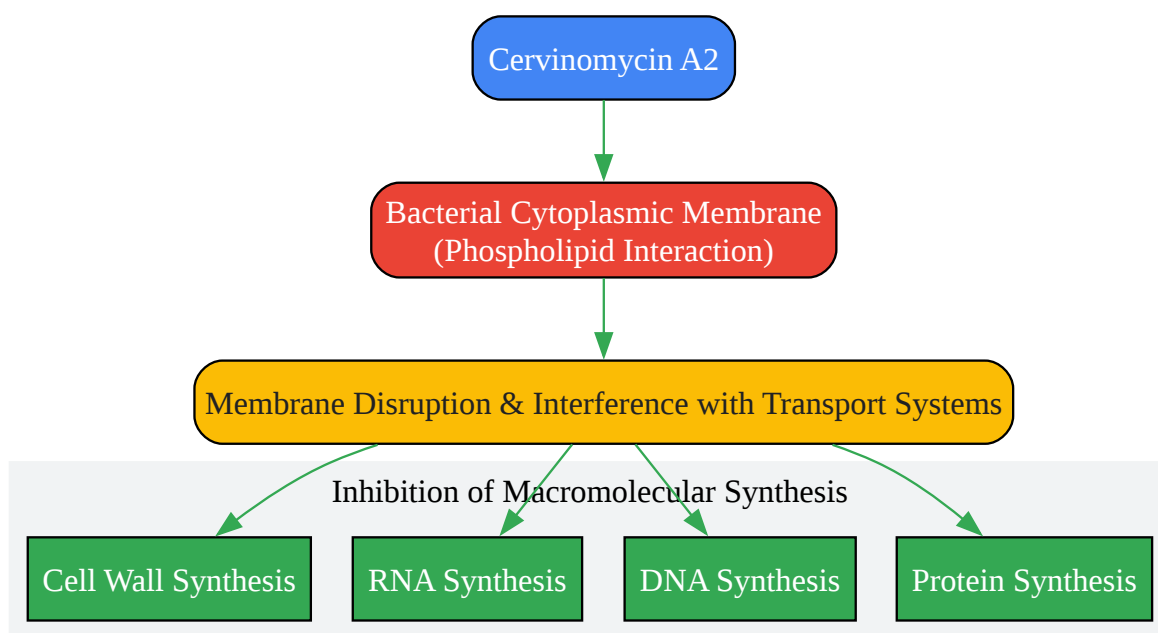 Cervinomycin A2
Bacterial Cytoplasmic Membrane
(Phospholipid Interaction)
Membrane Disruption & Interference with Transport Systems
Inhibition of Macromolecular Synthesis
Cell Wall Synthesis
RNA Synthesis
DNA Synthesis
Protein Synthesis